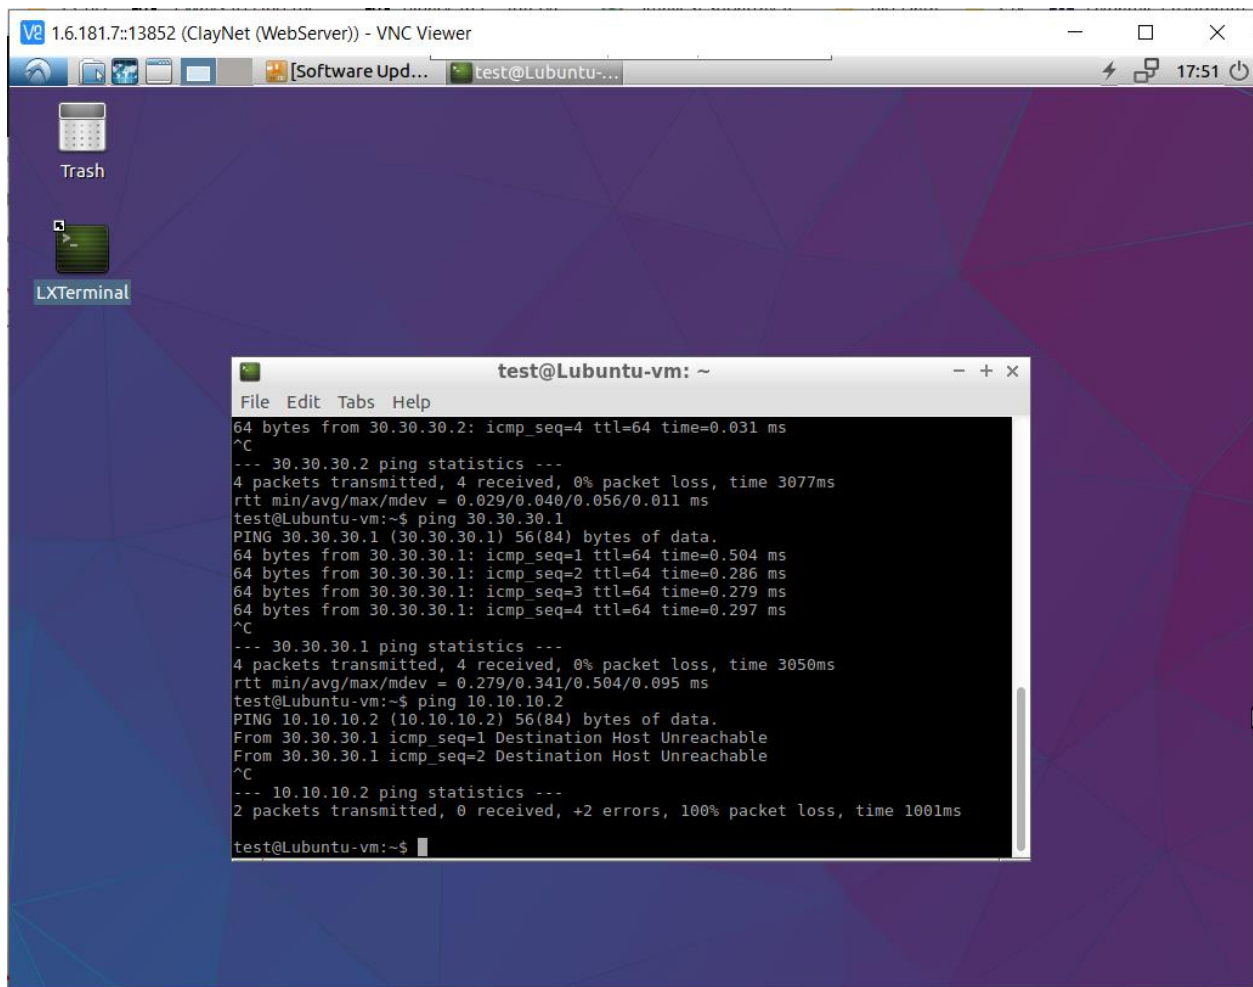 1.6.181.7::13852 (ClayNet (WebServer)) - VNC Viewer
[Software Upd... test@Lubuntu-... 17:51
Trash
LXTerminal
test@Lubuntu-vm: ~
File Edit Tabs Help
64 bytes from 30.30.30.2: icmp_seq=4 ttl=64 time=0.031 ms
^C
--- 30.30.30.2 ping statistics ---
4 packets transmitted, 4 received, 0% packet loss, time 3077ms
rtt min/avg/max/mdev = 0.029/0.040/0.056/0.011 ms
test@Lubuntu-vm:~$ ping 30.30.30.1
PING 30.30.30.1 (30.30.30.1) 56(84) bytes of data.
64 bytes from 30.30.30.1: icmp_seq=1 ttl=64 time=0.504 ms
64 bytes from 30.30.30.1: icmp_seq=2 ttl=64 time=0.286 ms
64 bytes from 30.30.30.1: icmp_seq=3 ttl=64 time=0.279 ms
64 bytes from 30.30.30.1: icmp_seq=4 ttl=64 time=0.297 ms
^C
--- 30.30.30.1 ping statistics ---
4 packets transmitted, 4 received, 0% packet loss, time 3050ms
rtt min/avg/max/mdev = 0.279/0.341/0.504/0.095 ms
test@Lubuntu-vm:~$ ping 10.10.10.2
PING 10.10.10.2 (10.10.10.2) 56(84) bytes of data.
From 30.30.30.1 icmp_seq=1 Destination Host Unreachable
From 30.30.30.1 icmp_seq=2 Destination Host Unreachable
^C
--- 10.10.10.2 ping statistics ---
2 packets transmitted, 0 received, +2 errors, 100% packet loss, time 1001ms
test@Lubuntu-vm:~$